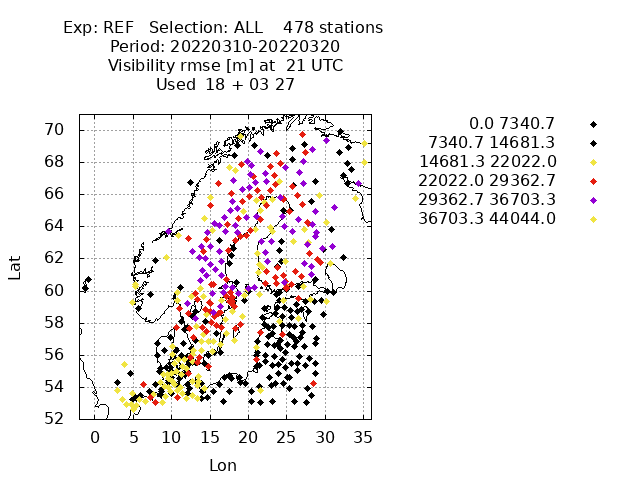 Exp: REF   Selection: ALL    478 stations
Period: 20220310-20220320
Visibility rmse [m] at  21 UTC
Used  18 + 03 27
0.0 7340.7
7340.7 14681.3
14681.3 22022.0
22022.0 29362.7
29362.7 36703.3
36703.3 44044.0
70
68
66
64
62
60
58
56
54
52
Lat
0 5 10 15 20 25 30 35
Lon